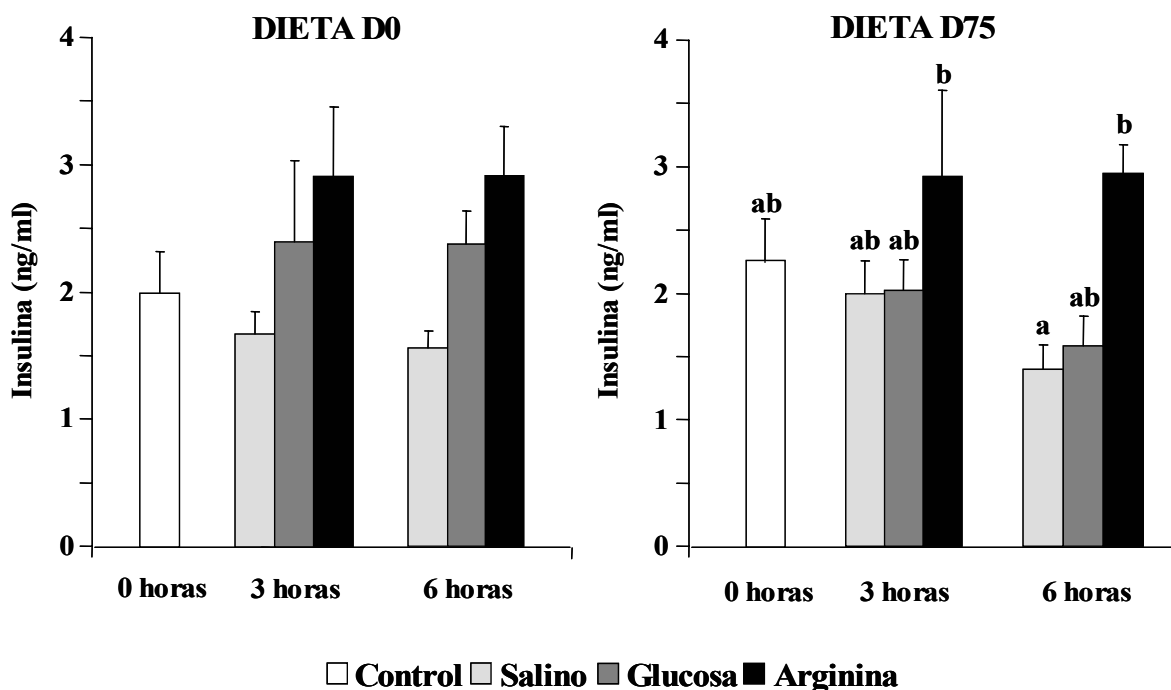 DIETA D0
4
3
2
1
0
Insulina (ng/ml)
0 horas
3 horas
6 horas
DIETA D75
4
3
2
1
0
Insulina (ng/ml)
ab
ab
ab
b
a
ab
b
0 horas
3 horas
6 horas
Control Salino Glucosa Arginina